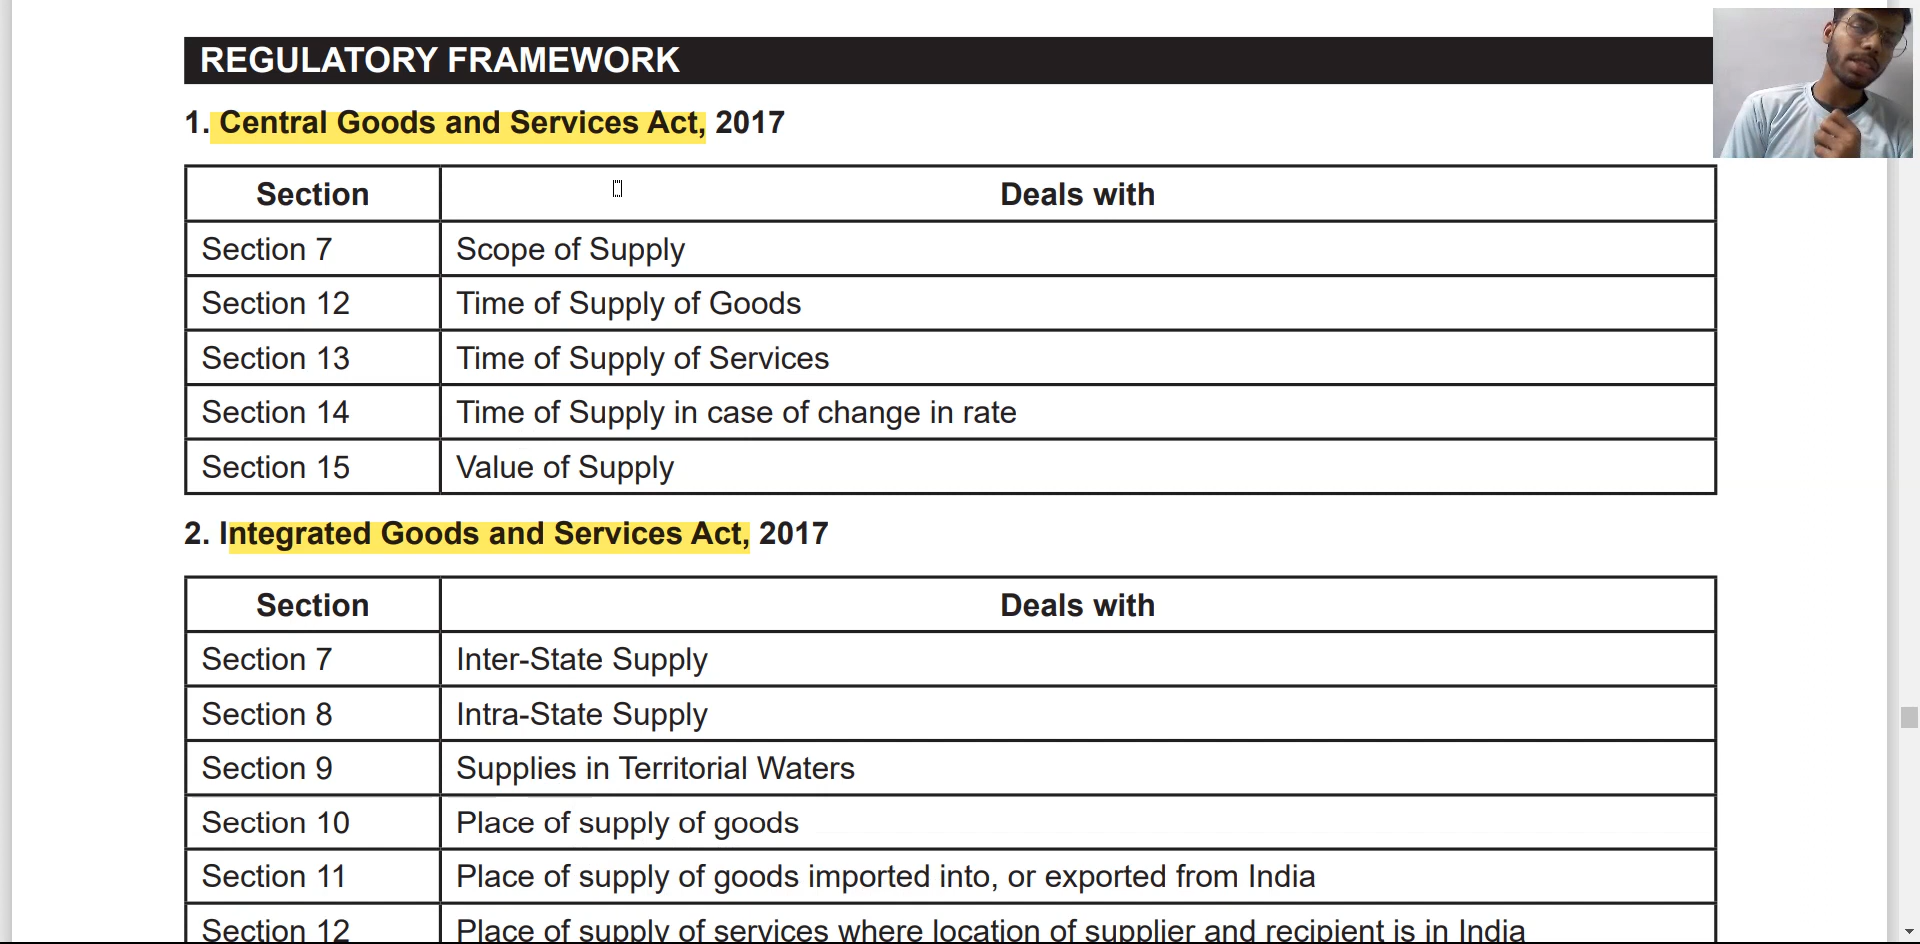 REGULATORY FRAMEWORK
1. Central Goods and Services Act, 2017
Section Deals with
Section 7 Scope of Supply
Section 12 Time of Supply of Goods
Section 13 Time of Supply of Services
Section 14 Time of Supply in case of change in rate
Section 15 Value of Supply
2. Integrated Goods and Services Act, 2017
Section Deals with
Section 7 Inter-State Supply
Section 8 Intra-State Supply
Section 9 Supplies in Territorial Waters
Section 10 Place of supply of goods
Section 11 Place of supply of goods imported into, or exported from India
Section 12 Place of supply of services where location of supplier and recipient is in India